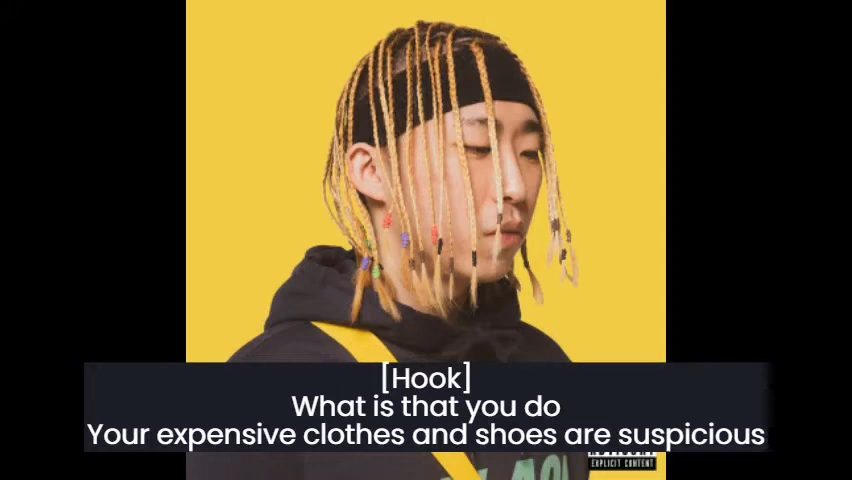 [Hook]
What is that you do
Your expensive clothes and shoes are suspicious
EXPLICIT CONTENT